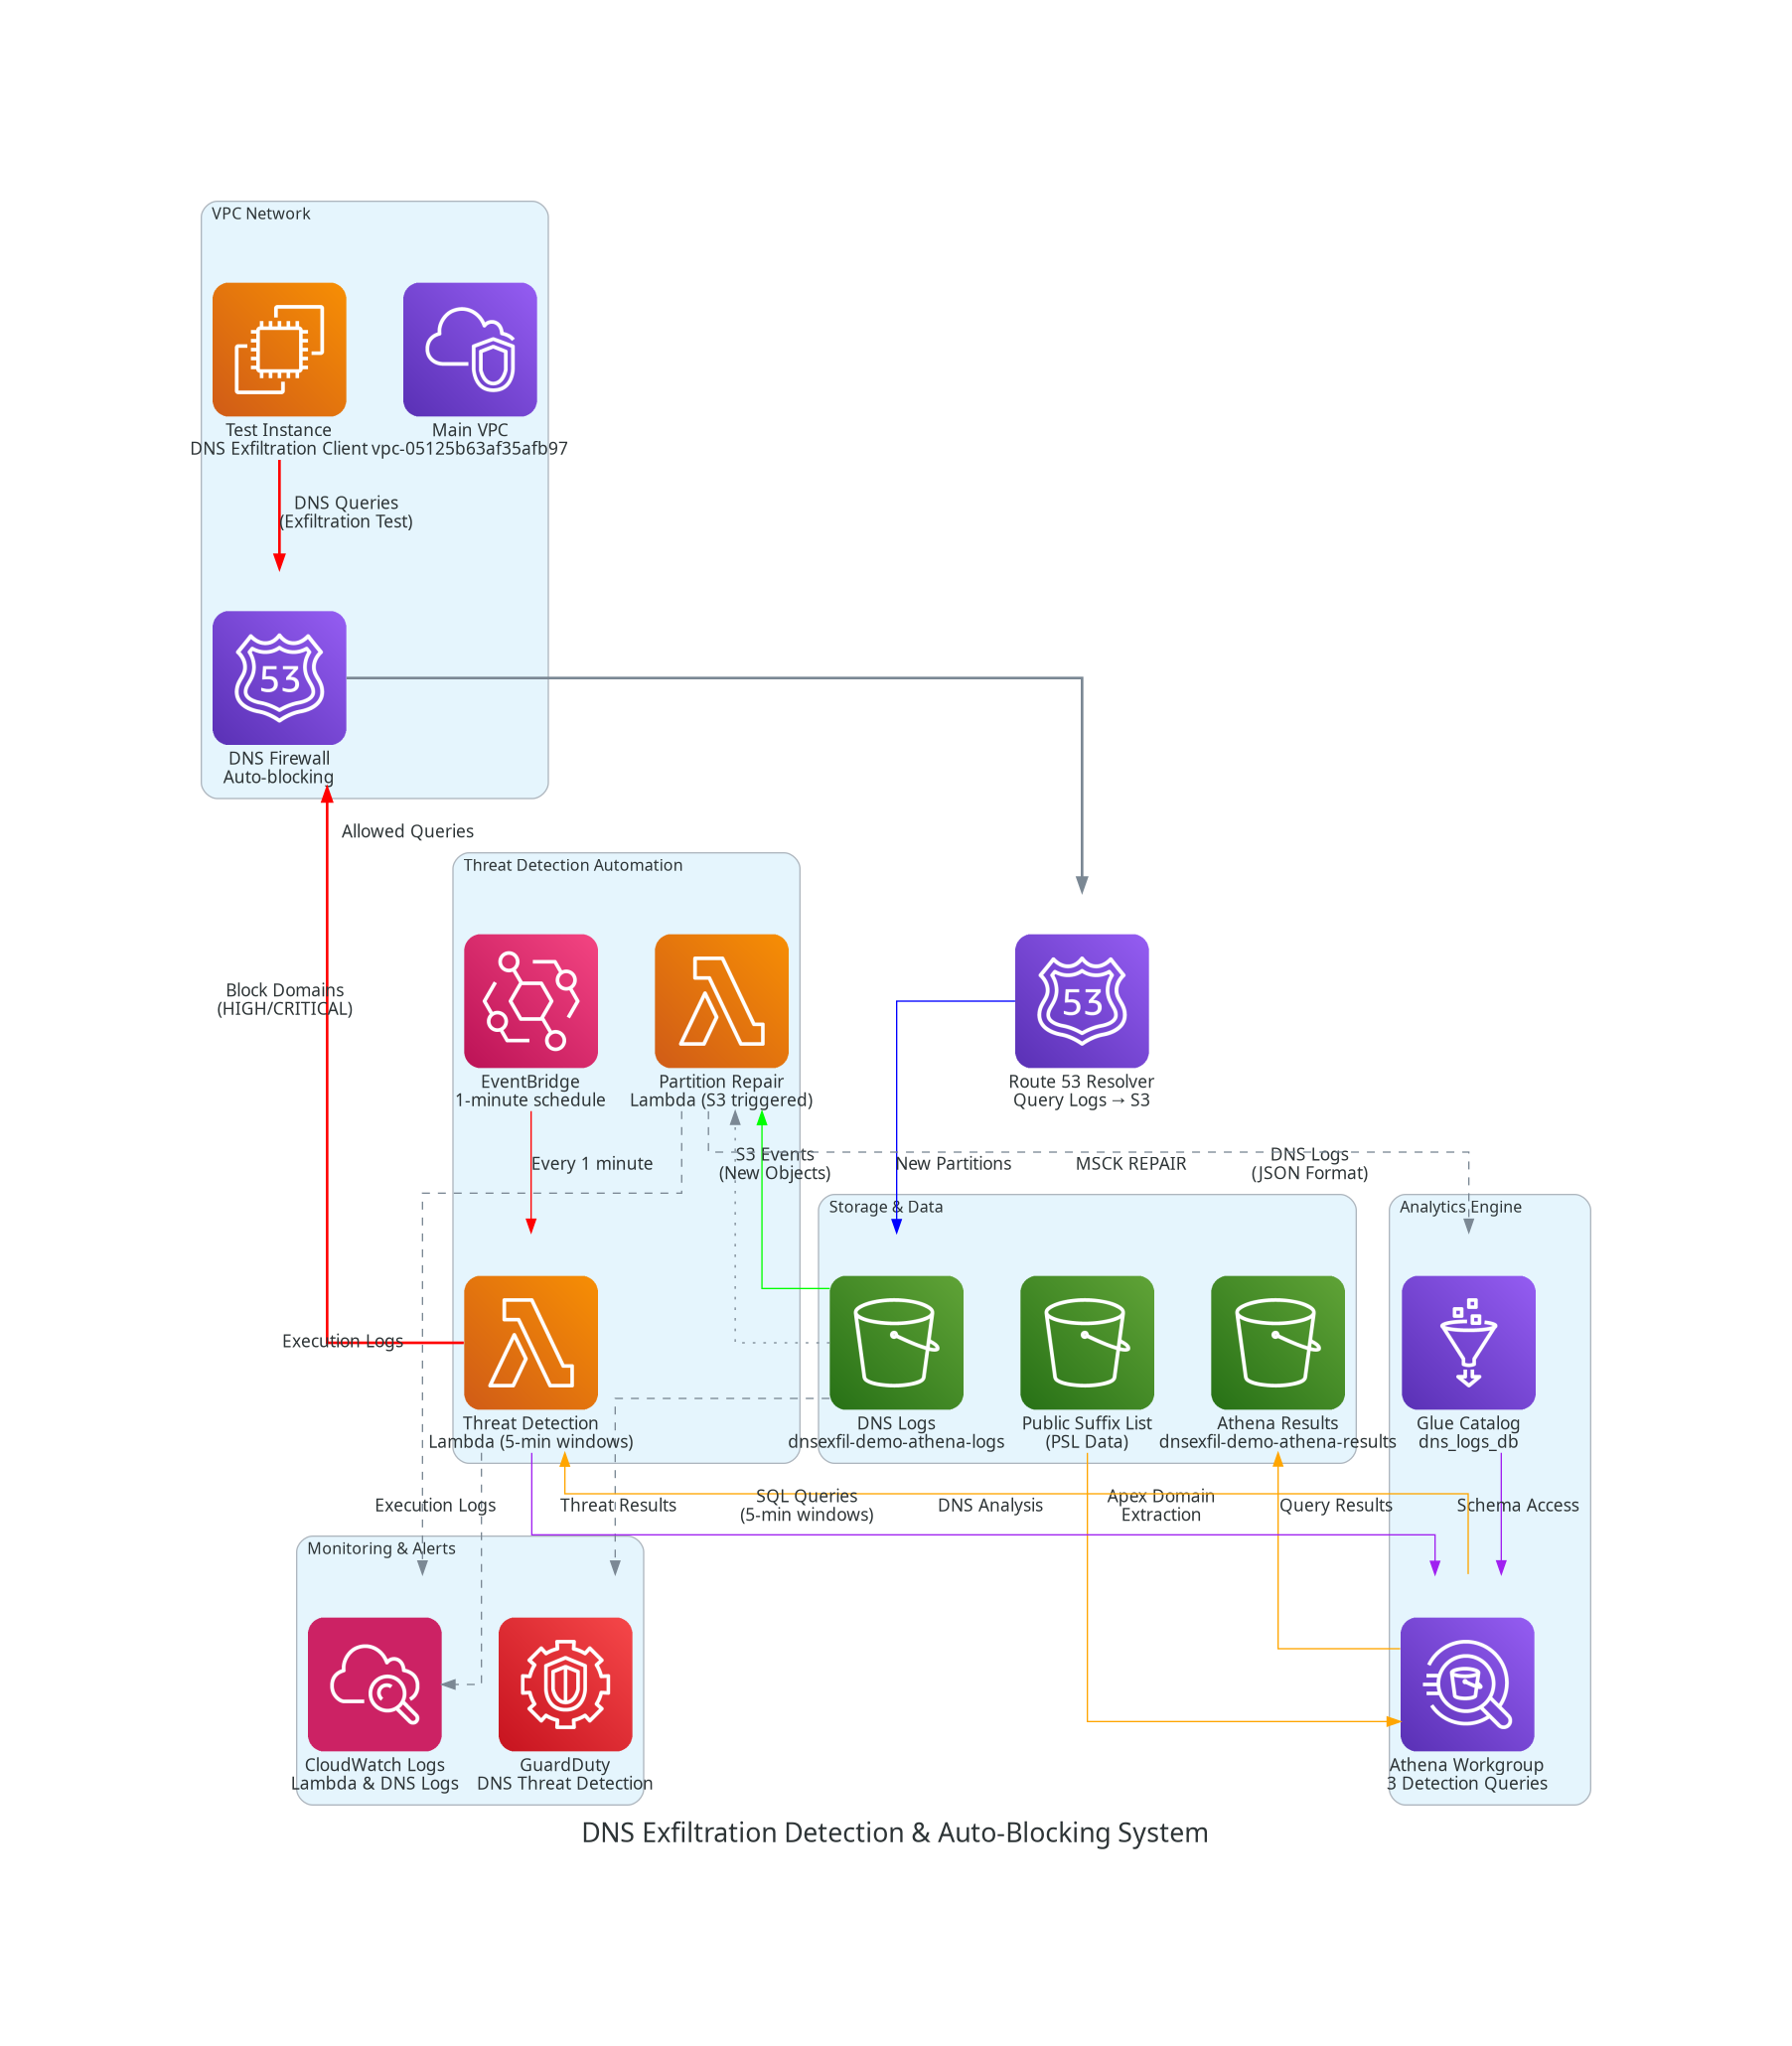 VPC Network
Test Instance
DNS Exfiltration Client
Main VPC
vpc-05125b63af35afb97
DNS Queries
(Exfiltration Test)
53
DNS Firewall
Auto-blocking
Allowed Queries
Threat Detection Automation
Block Domains
(HIGH/CRITICAL)
EventBridge
1-minute schedule
Partition Repair
Lambda (S3 triggered)
53
Route 53 Resolver
Query Logs → S3
Every 1 minute
S3 Events
(New Objects)
New Partitions
MSCK REPAIR
DNS Logs
(JSON Format)
Storage & Data
Analytics Engine
Execution Logs
Threat Detection
Lambda (5-min windows)
DNS Logs
dnsexfil-demo-athena-logs
Public Suffix List
(PSL Data)
Athena Results
dnsexfil-demo-athena-results
Glue Catalog
dns_logs_db
Execution Logs
Threat Results
SQL Queries
(5-min windows)
DNS Analysis
Apex Domain
Extraction
Query Results
Schema Access
Monitoring & Alerts
CloudWatch Logs
Lambda & DNS Logs
GuardDuty
DNS Threat Detection
Athena Workgroup
3 Detection Queries
DNS Exfiltration Detection & Auto-Blocking System